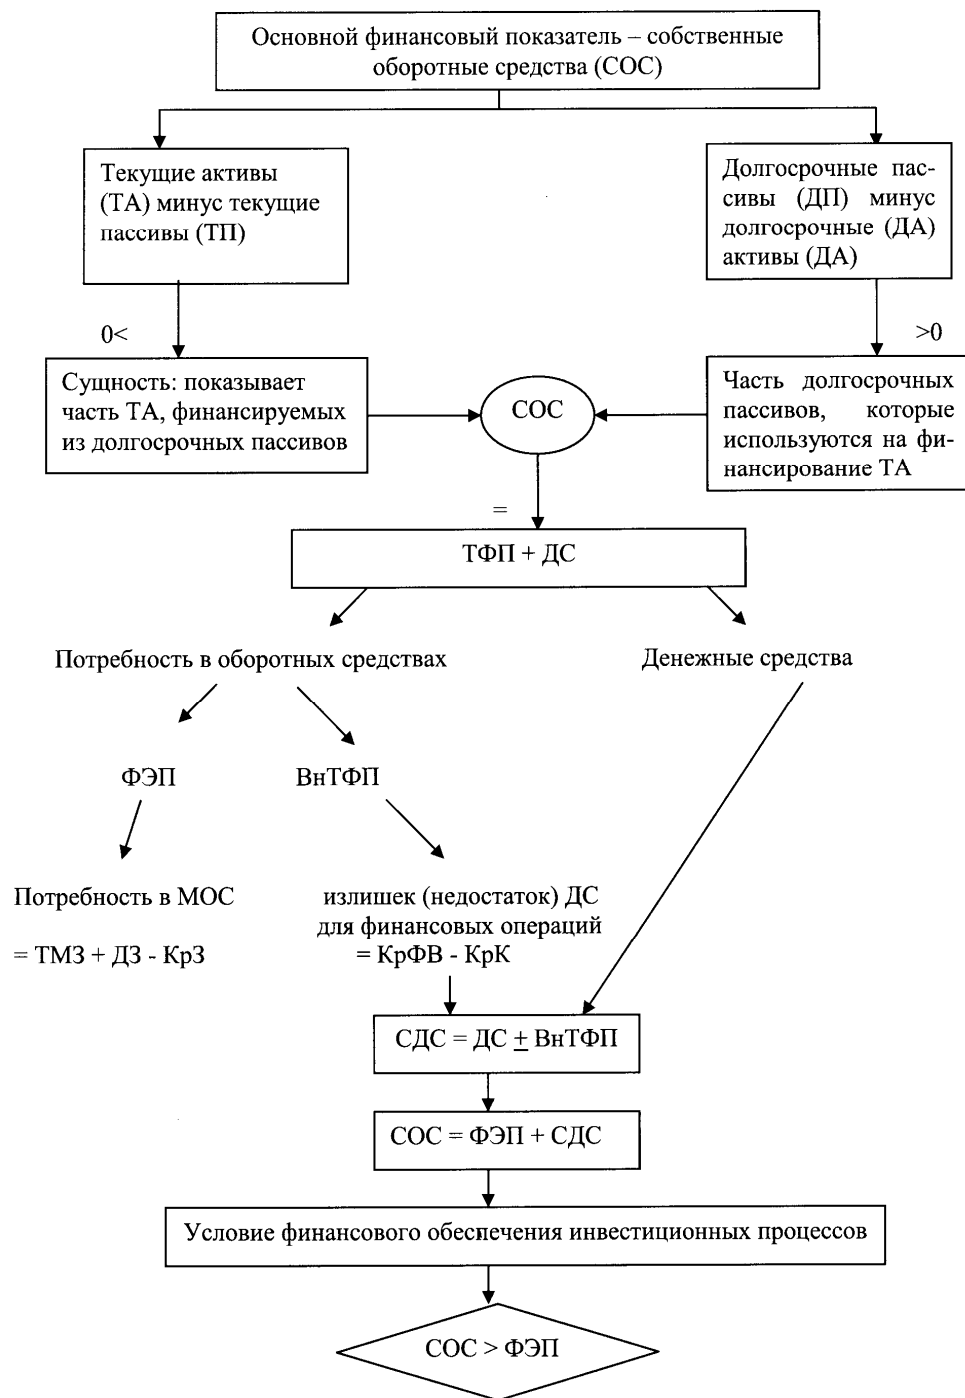 Основной финансовый показатель – собственные
оборотные средства (СОС)
Текущие активы
(ТА) минус текущие
пассивы (ТП)
Долгосрочные пас-
сивы (ДП) минус
долгосрочные (ДА)
активы (ДА)
0<
>0
Сущность: показывает
часть ТА, финансируемых
из долгосрочных пассивов
СОС
Часть долгосрочных
пассивов, которые
используются на фи-
нансирование ТА
=
ТФП + ДС
Потребность в оборотных средствах
Денежные средства
ФЭП
ВнТФП
Потребность в МОС
= ТМЗ + ДЗ - КрЗ
излишек (недостаток) ДС
для финансовых операций
= КрФВ - КрК
СДС = ДС ± ВнТФП
СОС = ФЭП + СДС
Условие финансового обеспечения инвестиционных процессов
СОС > ФЭП